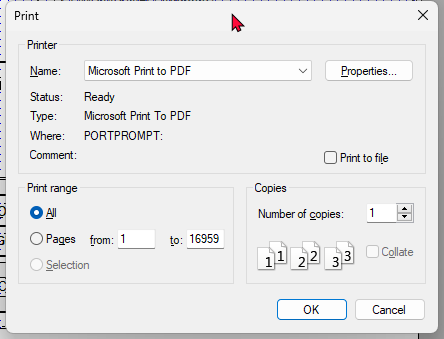 Print
Printer
Name:
Microsoft Print to PDF
Properties...
Status:
Ready
Type:
Microsoft Print To PDF
Where:
PORTPROMPT:
Comment:
Print to file
Print range
All
Pages
from:
1
to:
16959
Selection
Copies
Number of copies:
1
1 1 2 2 3 3
Collate
OK
Cancel